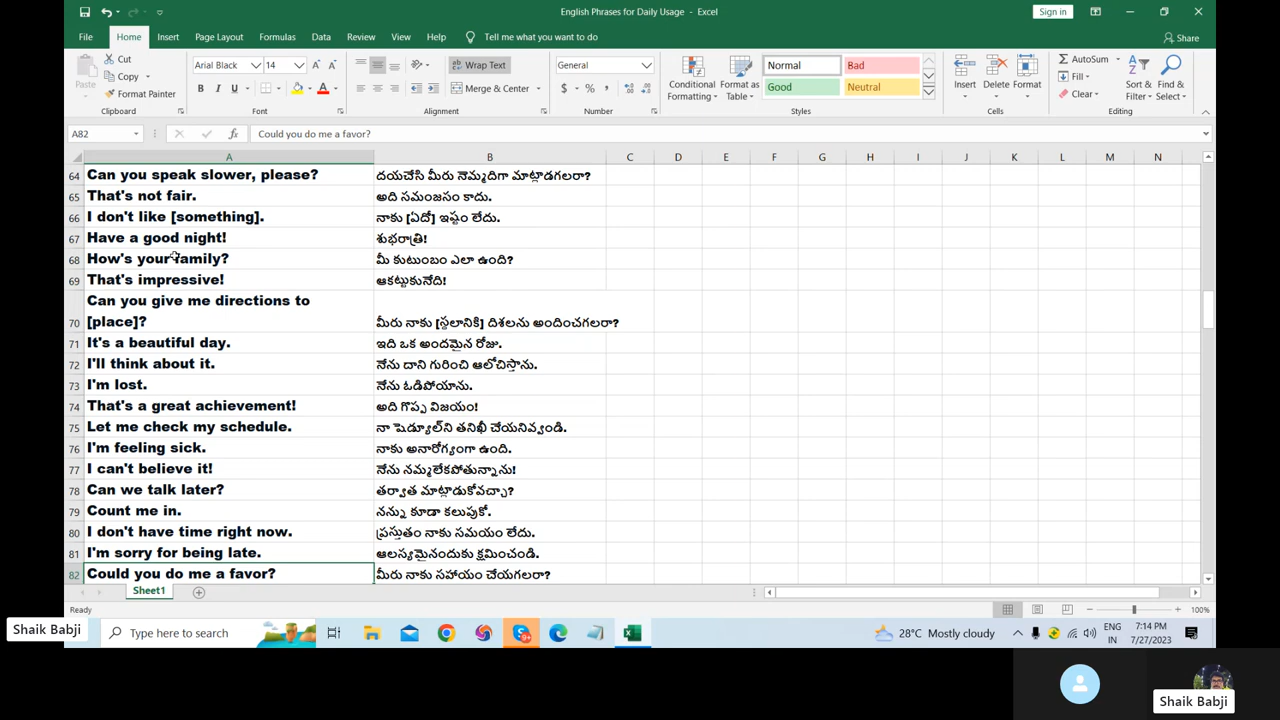 English Phrases for Daily Usage - Excel
Sign in
File Home Insert Page Layout Formulas Data Review View Help Tell me what you want to do Share
Paste Cut Copy Format Painter Clipboard
Arial Black 14 A A B I U A Font
Wrap Text Merge & Center Alignment
General $ % , Number
Conditional Formatting Format as Table Normal Bad Good Neutral Styles
Insert Delete Format Cells
AutoSum Fill Clear Sort & Filter Find & Select Editing
A82 fx Could you do me a favor?
A B C D E F G H I J K L M N
64 Can you speak slower, please? దయచేసి మీరు నెమ్మదిగా మాట్లాడగలరా?
65 That's not fair. అది సమంజసం కాదు.
66 I don't like [something]. నాకు [ఏదో] ఇష్టం లేదు.
67 Have a good night! శుభరాత్రి!
68 How's your family? మీ కుటుంబం ఎలా ఉంది?
69 That's impressive! ఆకట్టుకునేది!
Can you give me directions to
70 [place]? మీరు నాకు [స్థలానికి] దిశలను అందించగలరా?
71 It's a beautiful day. ఇది ఒక అందమైన రోజు.
72 I'll think about it. నేను దాని గురించి ఆలోచిస్తాను.
73 I'm lost. నేను ఓడిపోయాను.
74 That's a great achievement! అది గొప్ప విజయం!
75 Let me check my schedule. నా షెడ్యూల్‌ని తనిఖీ చేయనివ్వండి.
76 I'm feeling sick. నాకు అనారోగ్యంగా ఉంది.
77 I can't believe it! నేను నమ్మలేకపోతున్నాను!
78 Can we talk later? తర్వాత మాట్లాడుకోవచ్చా?
79 Count me in. నన్ను కూడా కలుపుకో.
80 I don't have time right now. ప్రస్తుతం నాకు సమయం లేదు.
81 I'm sorry for being late. ఆలస్యమైనందుకు క్షమించండి.
82 Could you do me a favor? మీరు నాకు సహాయం చేయగలరా?
Sheet1
Ready 100%
Shaik Babji
Type here to search
28°C Mostly cloudy
ENG 7:14 PM
IN 7/27/2023
Shaik Babji